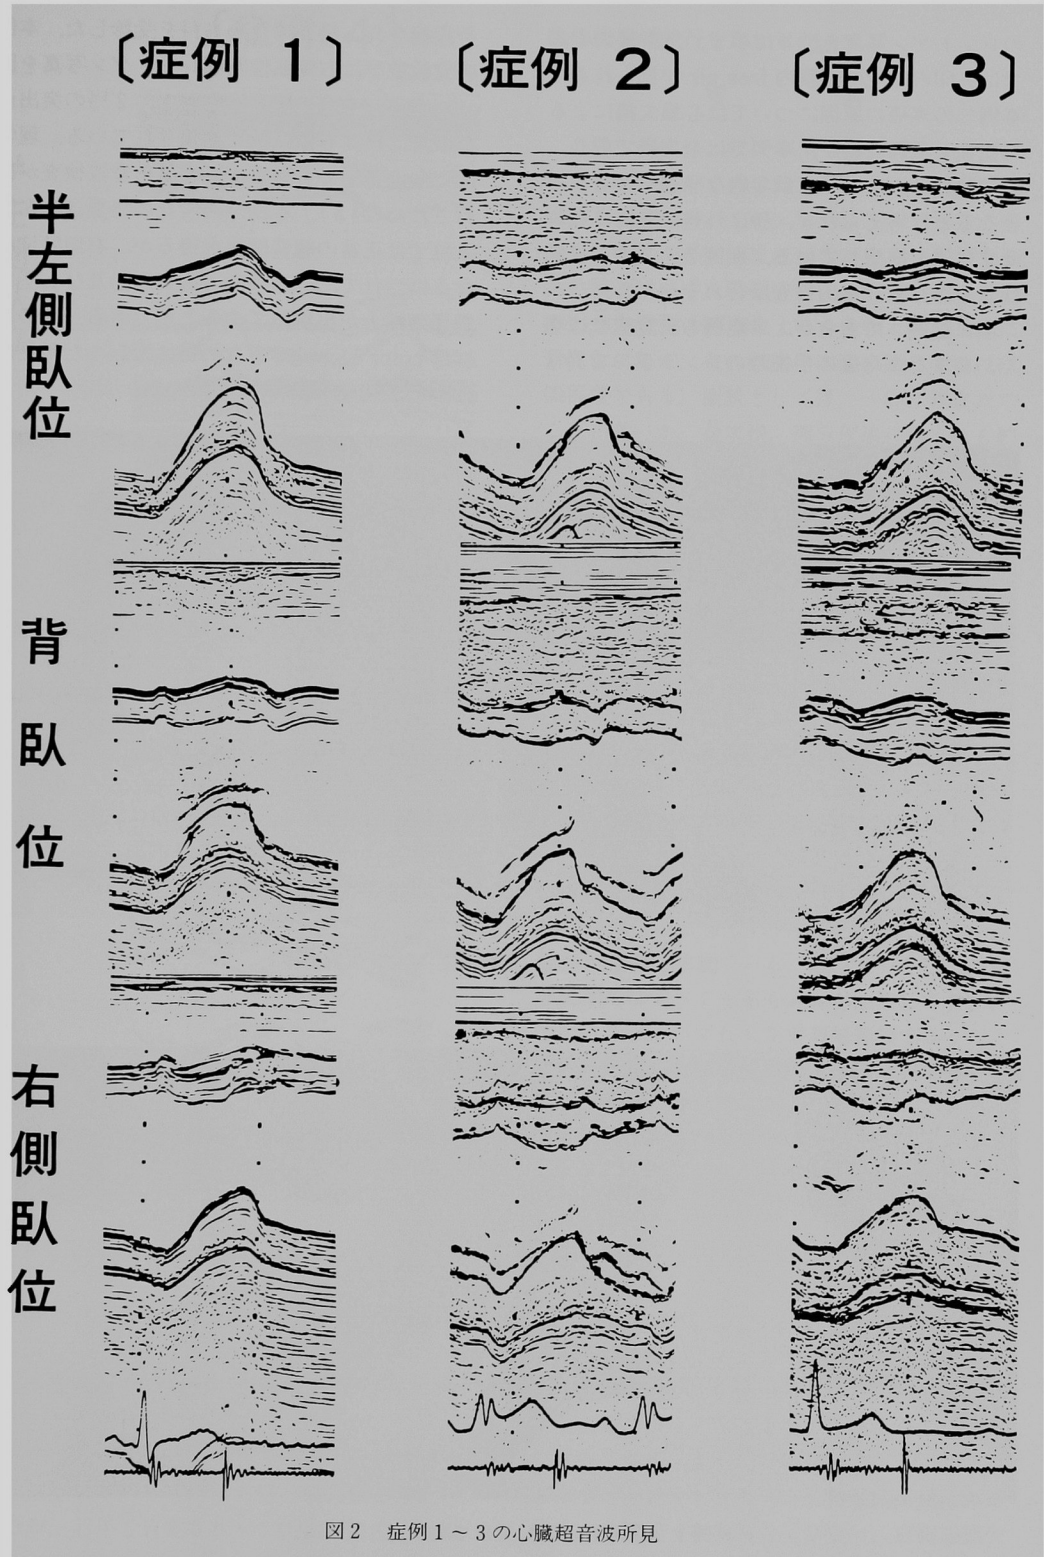 〔症例 1〕
〔症例 2〕
〔症例 3〕
半左側臥位
背臥位
右側臥位
図2 症例1~3の心臓超音波所見